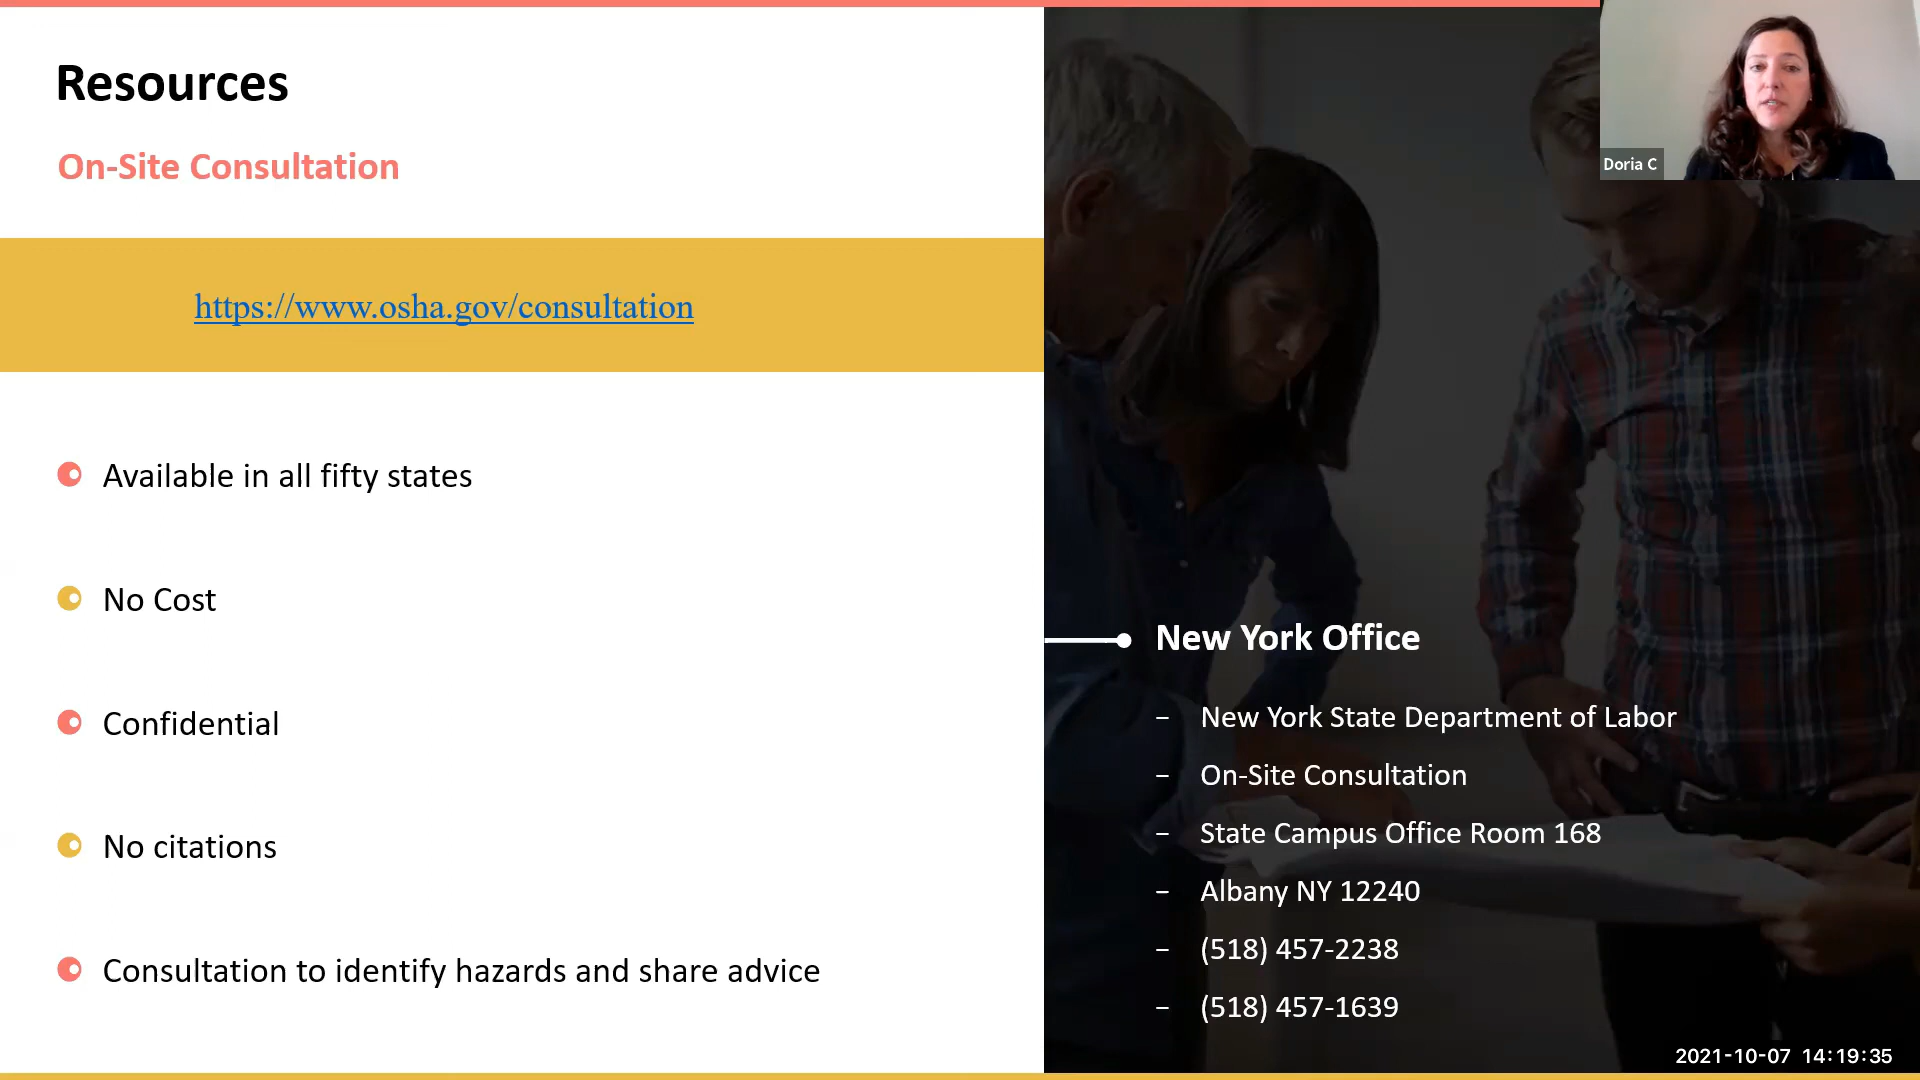 Resources
On-Site Consultation
https://www.osha.gov/consultation
Available in all fifty states
No Cost
Confidential
No citations
Consultation to identify hazards and share advice
Doria C
New York Office
– New York State Department of Labor
– On-Site Consultation
– State Campus Office Room 168
– Albany NY 12240
– (518) 457-2238
– (518) 457-1639
2021-10-07 14:19:35